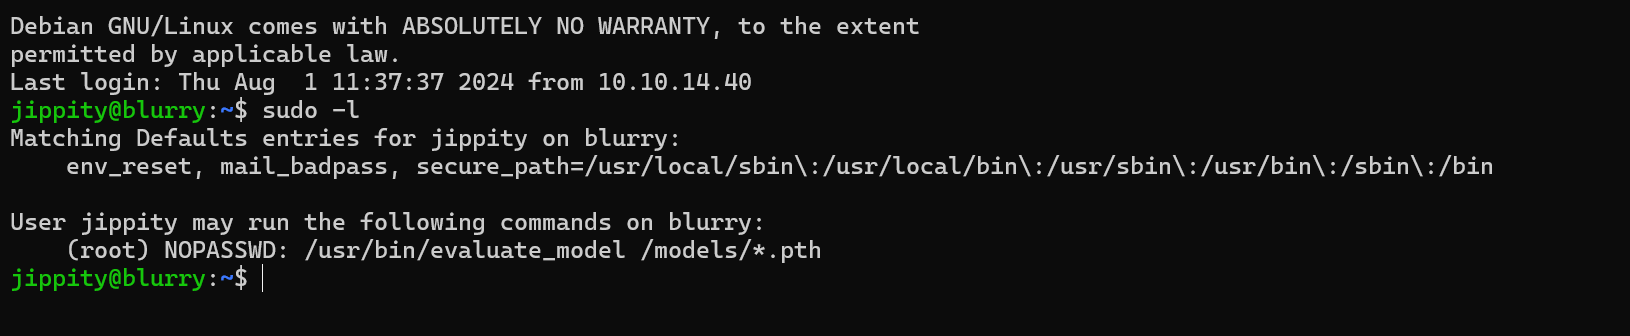 Debian GNU/Linux comes with ABSOLUTELY NO WARRANTY, to the extent
permitted by applicable law.
Last login: Thu Aug  1 11:37:37 2024 from 10.10.14.40
jippity@blurry:~$ sudo -l
Matching Defaults entries for jippity on blurry:
    env_reset, mail_badpass, secure_path=/usr/local/sbin\:/usr/local/bin\:/usr/sbin\:/usr/bin\:/sbin\:/bin

User jippity may run the following commands on blurry:
    (root) NOPASSWD: /usr/bin/evaluate_model /models/*.pth
jippity@blurry:~$